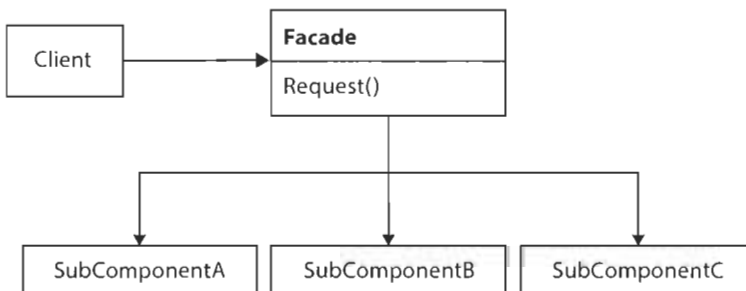 Facade
Client
Request()
SubComponentA
SubComponentB
SubComponentC